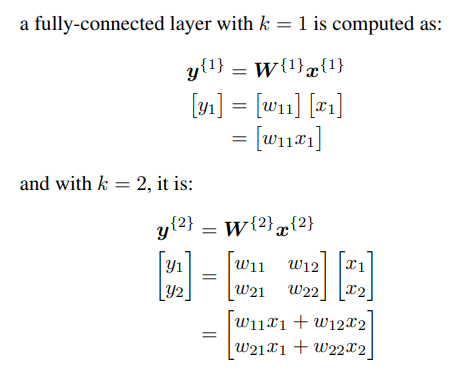 a fully-connected layer with k = 1 is computed as:
y^{1} = W^{1}x^{1}
[y₁] = [w₁₁] [x₁]
= [w₁₁x₁]
and with k = 2, it is:
y^{2} = W^{2}x^{2}
[y₁ y₂] = [w₁₁ w₁₂ w₂₁ w₂₂] [x₁ x₂]
= [w₁₁x₁ + w₁₂x₂ w₂₁x₁ + w₂₂x₂]